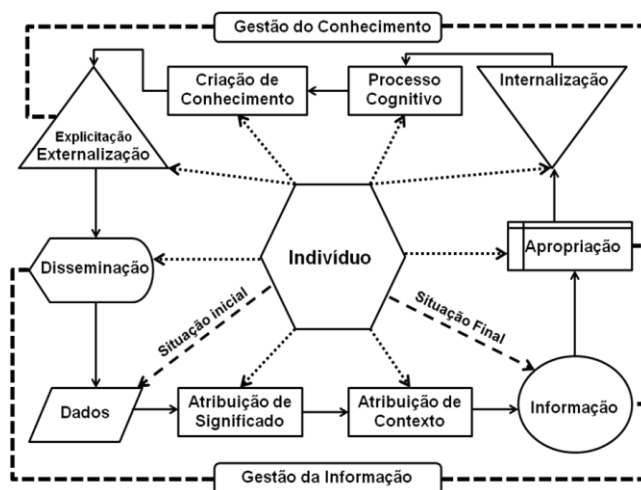 Gestão do Conhecimento
Criação de
Conhecimento
Processo
Cognitivo
Internalização
Explicitação
Externalização
Indivíduo
Disseminação
Apropriação
Situação inicial
Situação Final
Dados
Atribuição de
Significado
Atribuição de
Contexto
Informação
Gestão da Informação